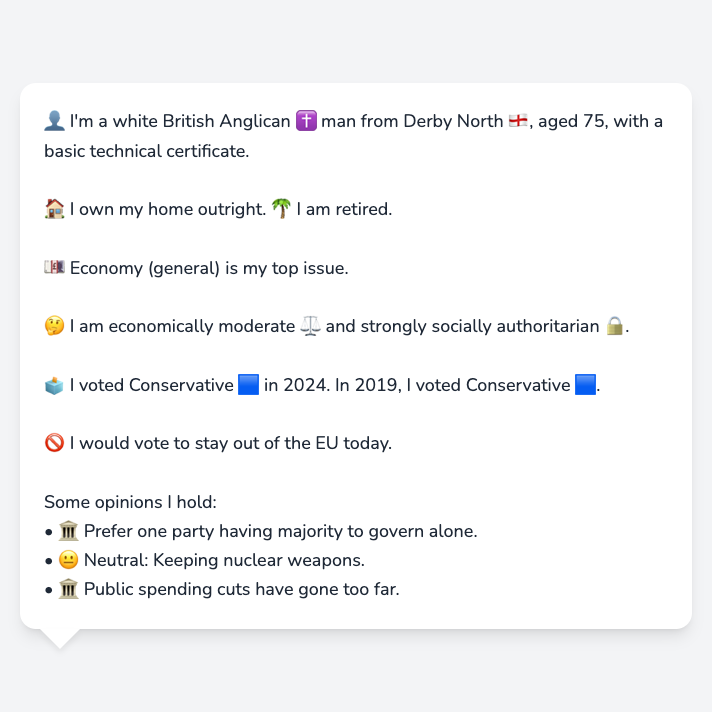 👤 I'm a white British Anglican ✝️ man from Derby North 🏴󠁧󠁢󠁥󠁮󠁧󠁿, aged 75, with a
basic technical certificate.
🏠 I own my home outright. 🌴 I am retired.
💷 Economy (general) is my top issue.
🤔 I am economically moderate ⚖️ and strongly socially authoritarian 🔒.
🗳️ I voted Conservative 🟦 in 2024. In 2019, I voted Conservative 🟦.
🚫 I would vote to stay out of the EU today.
Some opinions I hold:
• 🏛️ Prefer one party having majority to govern alone.
• 😐 Neutral: Keeping nuclear weapons.
• 🏛️ Public spending cuts have gone too far.